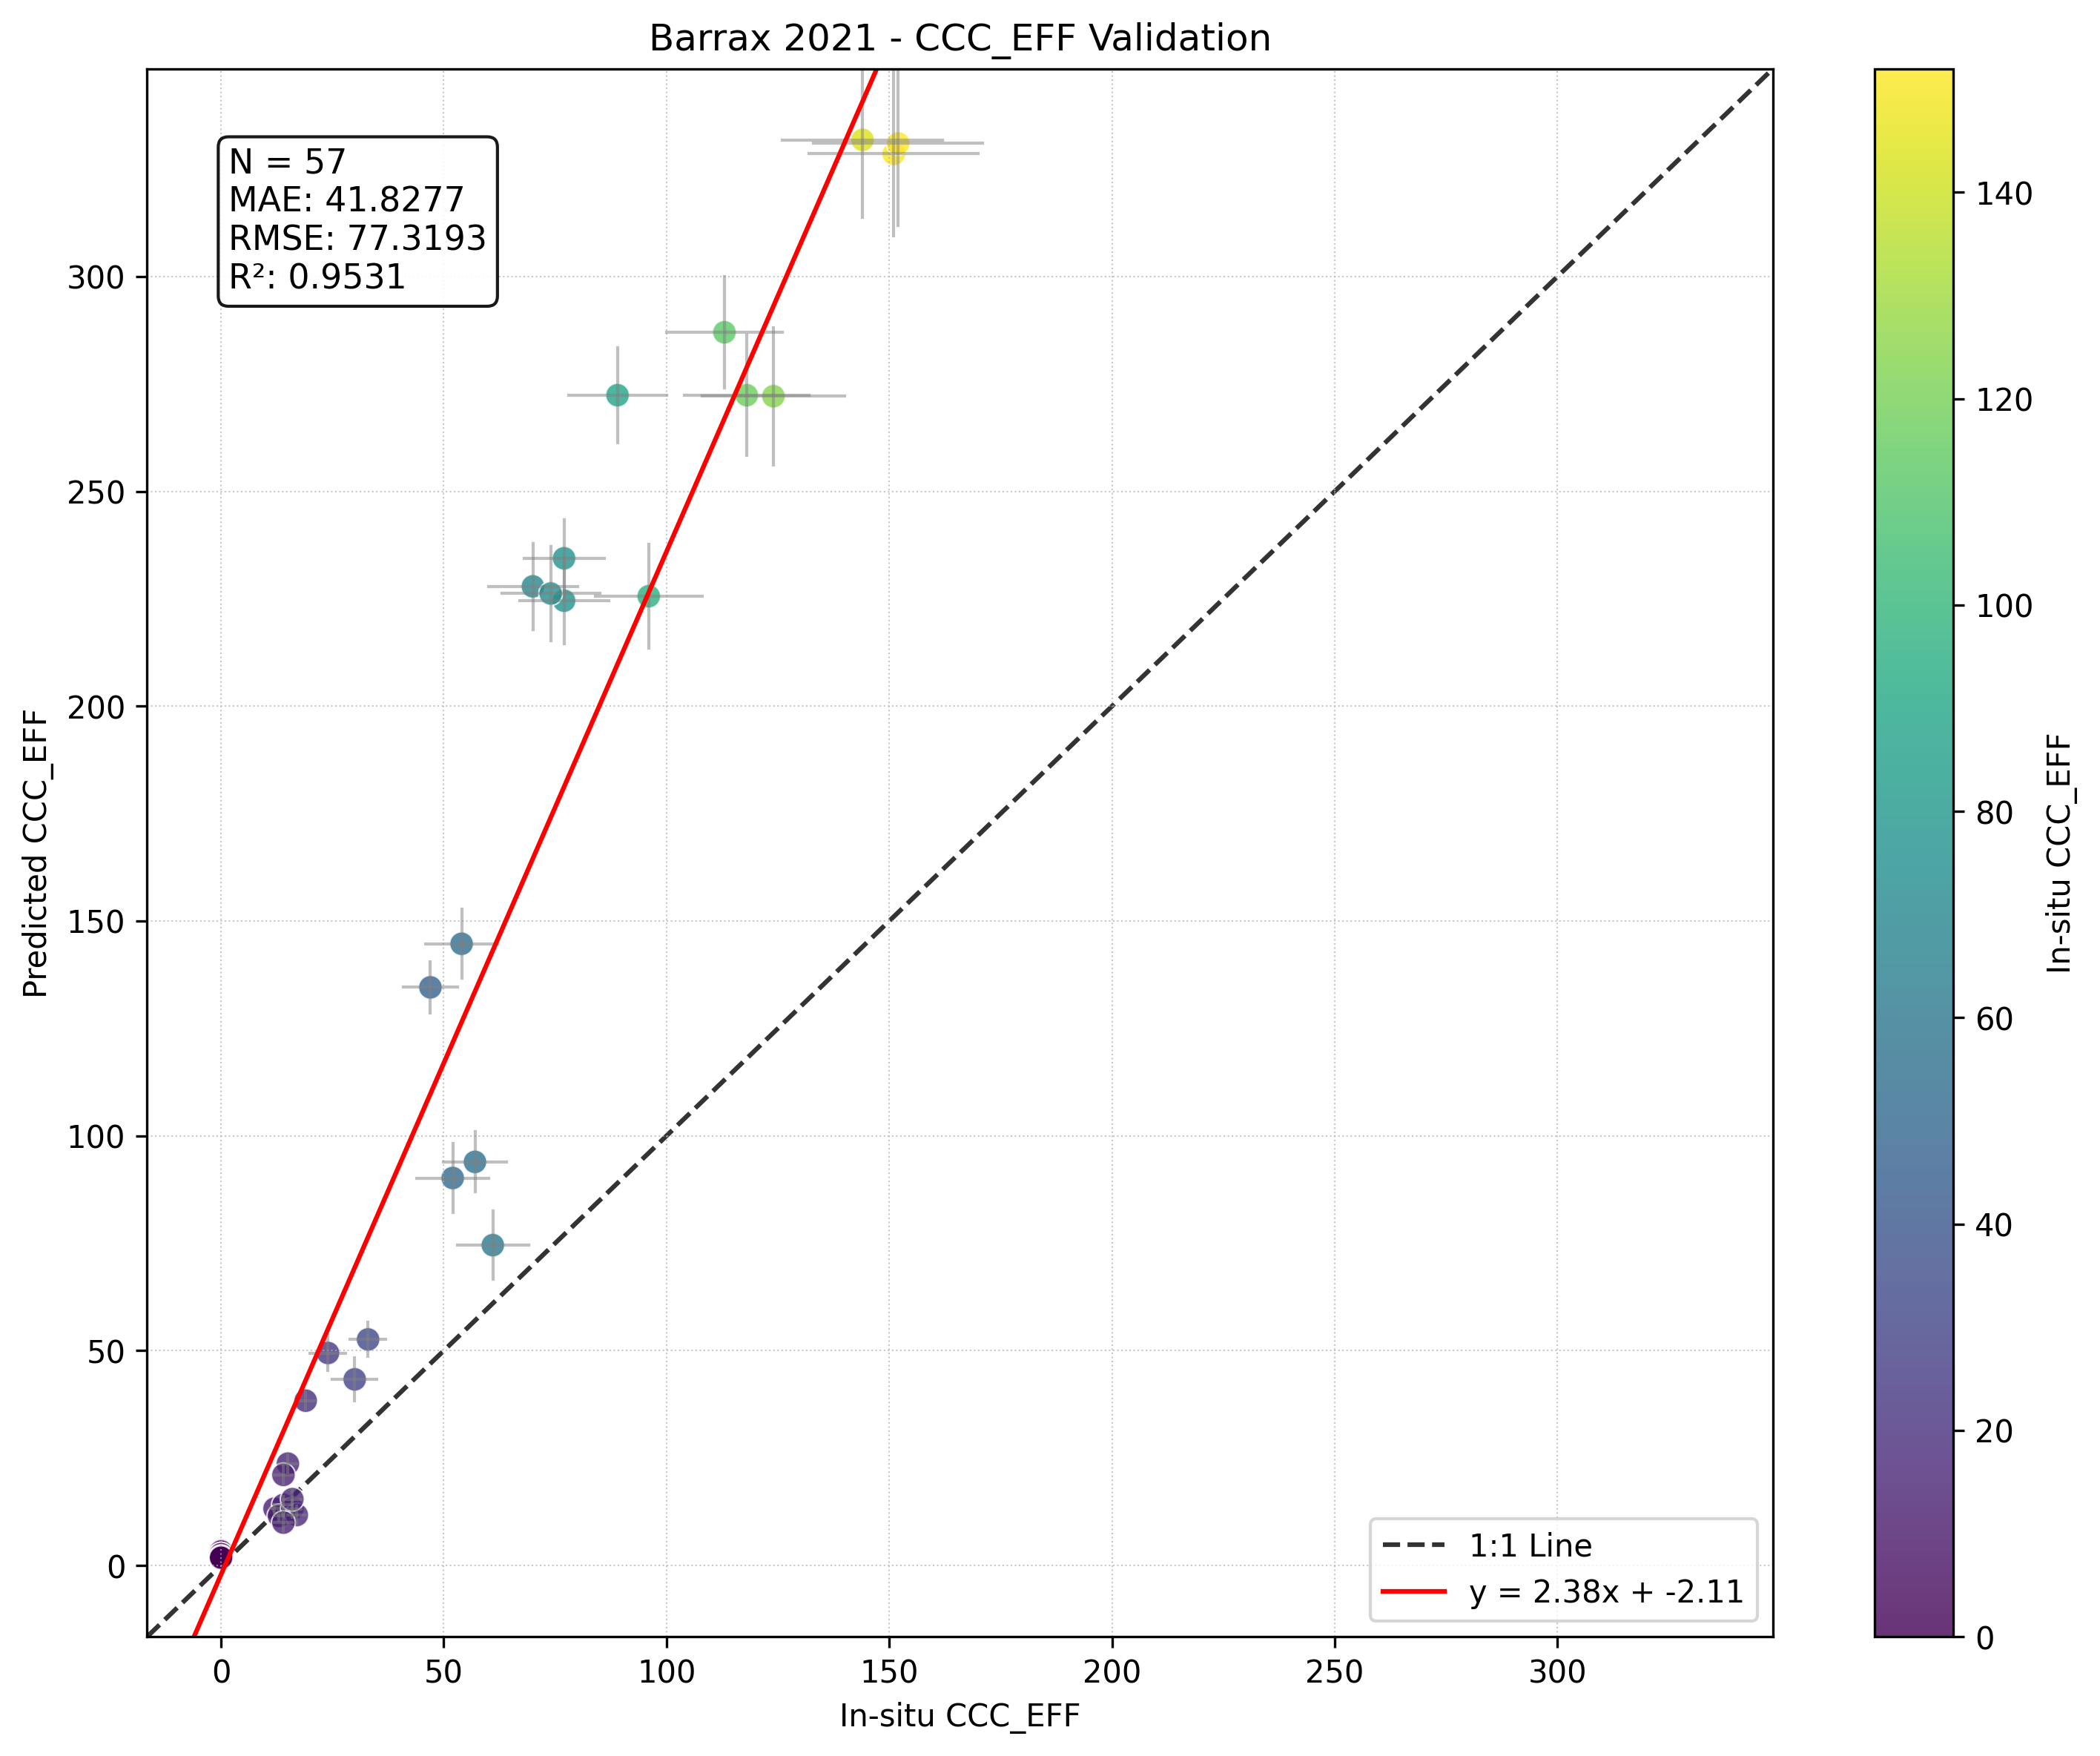 Barrax 2021 - CCC_EFF Validation
N = 57
MAE: 41.8277
RMSE: 77.3193
R²: 0.9531
Predicted CCC_EFF
300
250
200
150
100
50
0
0
50
100
150
200
250
300
In-situ CCC_EFF
1:1 Line
y = 2.38x + -2.11
140
120
100
80
60
40
20
0
In-situ CCC_EFF